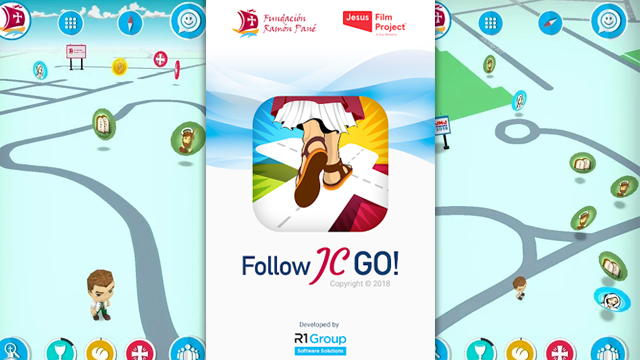 Fundación
Ramón Pané
Jesus
Film
Project
Follow JC GO!
Copyright © 2018
Developed by
R1 Group
Software Solutions